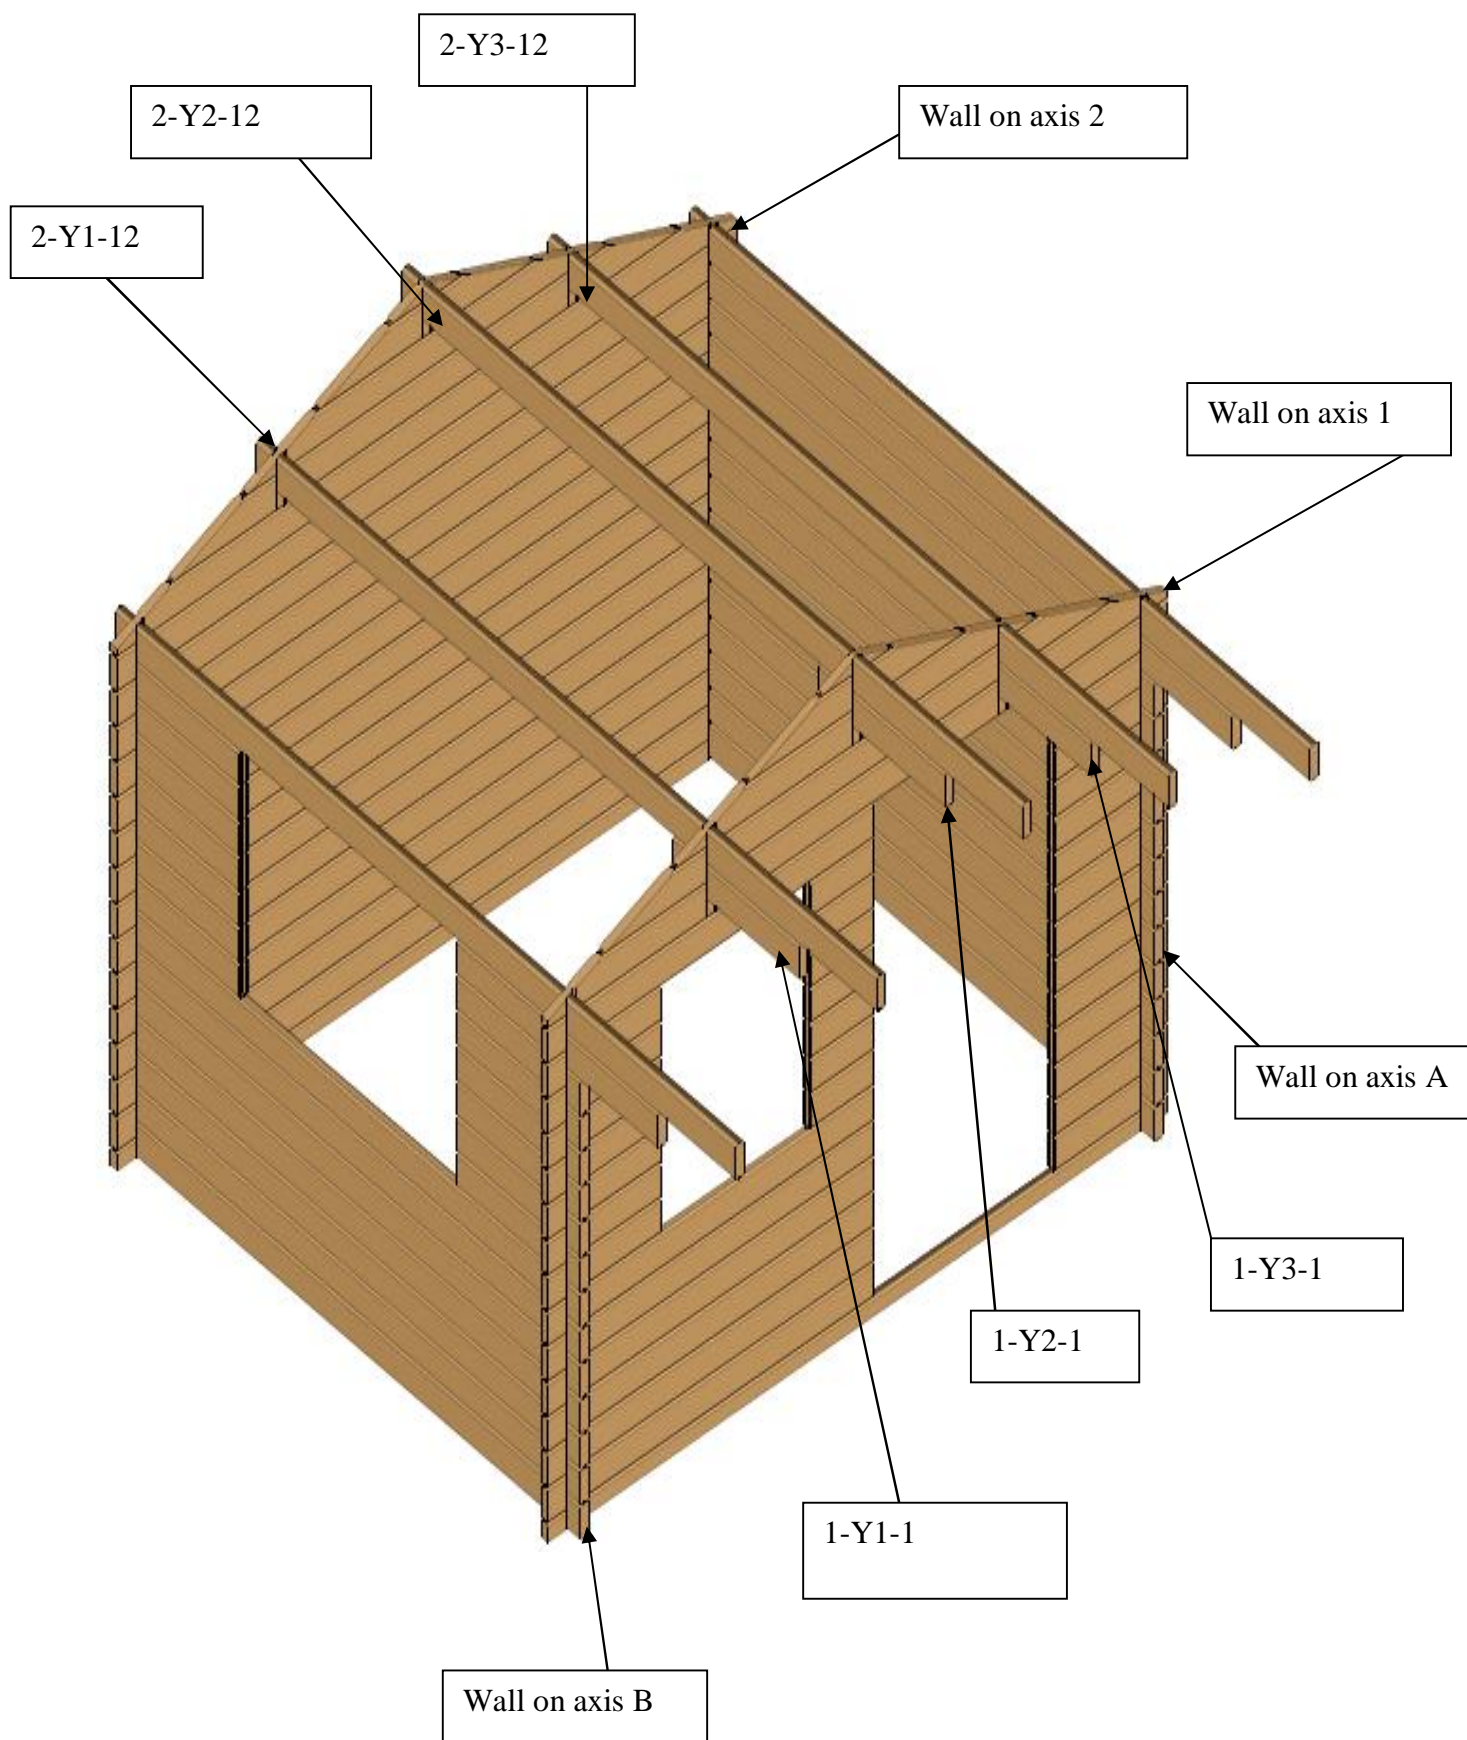 2-Y3-12
2-Y2-12
Wall on axis 2
2-Y1-12
Wall on axis 1
Wall on axis A
1-Y3-1
1-Y2-1
1-Y1-1
Wall on axis B